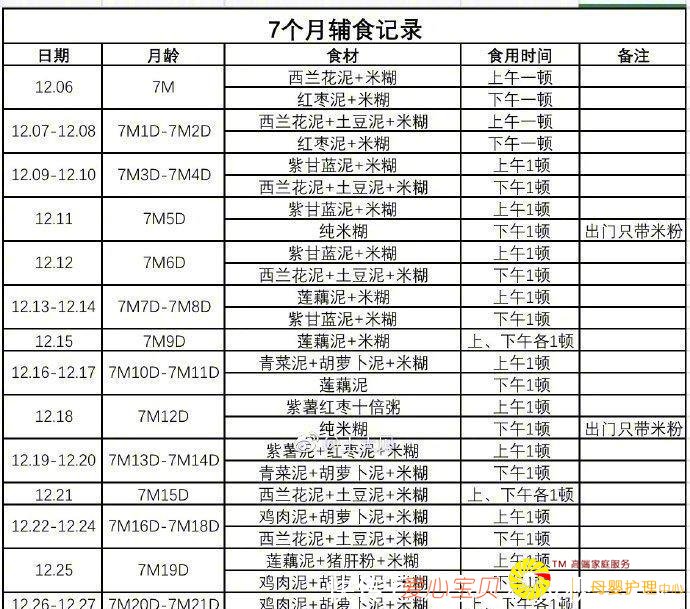 7个月辅食记录
日期 月龄 食材 食用时间 备注
12.06 7M 西兰花泥+米糊 上午一顿
红枣泥+米糊 下午一顿
12.07-12.08 7M1D-7M2D 西兰花泥+土豆泥+米糊 上午一顿
红枣泥+米糊 下午一顿
12.09-12.10 7M3D-7M4D 紫甘蓝泥+米糊 上午1顿
西兰花泥+土豆泥+米糊 下午1顿
12.11 7M5D 紫甘蓝泥+米糊 上午1顿
纯米糊 下午1顿 出门只带米粉
12.12 7M6D 紫甘蓝泥+米糊 上午1顿
西兰花泥+土豆泥+米糊 下午1顿
12.13-12.14 7M7D-7M8D 莲藕泥+米糊 上午1顿
紫甘蓝泥+米糊 下午1顿
12.15 7M9D 莲藕泥+米糊 上、下午各1顿
12.16-12.17 7M10D-7M11D 青菜泥+胡萝卜泥+米糊 上午1顿
莲藕泥 下午1顿
12.18 7M12D 紫薯红枣十倍粥 上午1顿
纯米糊 下午1顿 出门只带米粉
12.19-12.20 7M13D-7M14D 紫薯泥+红枣泥+米糊 上午1顿
青菜泥+胡萝卜泥+米糊 下午1顿
12.21 7M15D 西兰花泥+土豆泥+米糊 上、下午各1顿
12.22-12.24 7M16D-7M18D 鸡肉泥+胡萝卜泥+米糊 上午1顿
西兰花泥+土豆泥+米糊 下午1顿
12.25 7M19D 莲藕泥+猪肝粉+米糊 上午1顿
鸡肉泥+胡萝卜泥+米糊 下午1顿
12.26-12.27 7M20D-7M21D 鸡肉泥+ 上、下午各1顿
爱心宝贝 TM 高端家庭服务
母婴护理中心